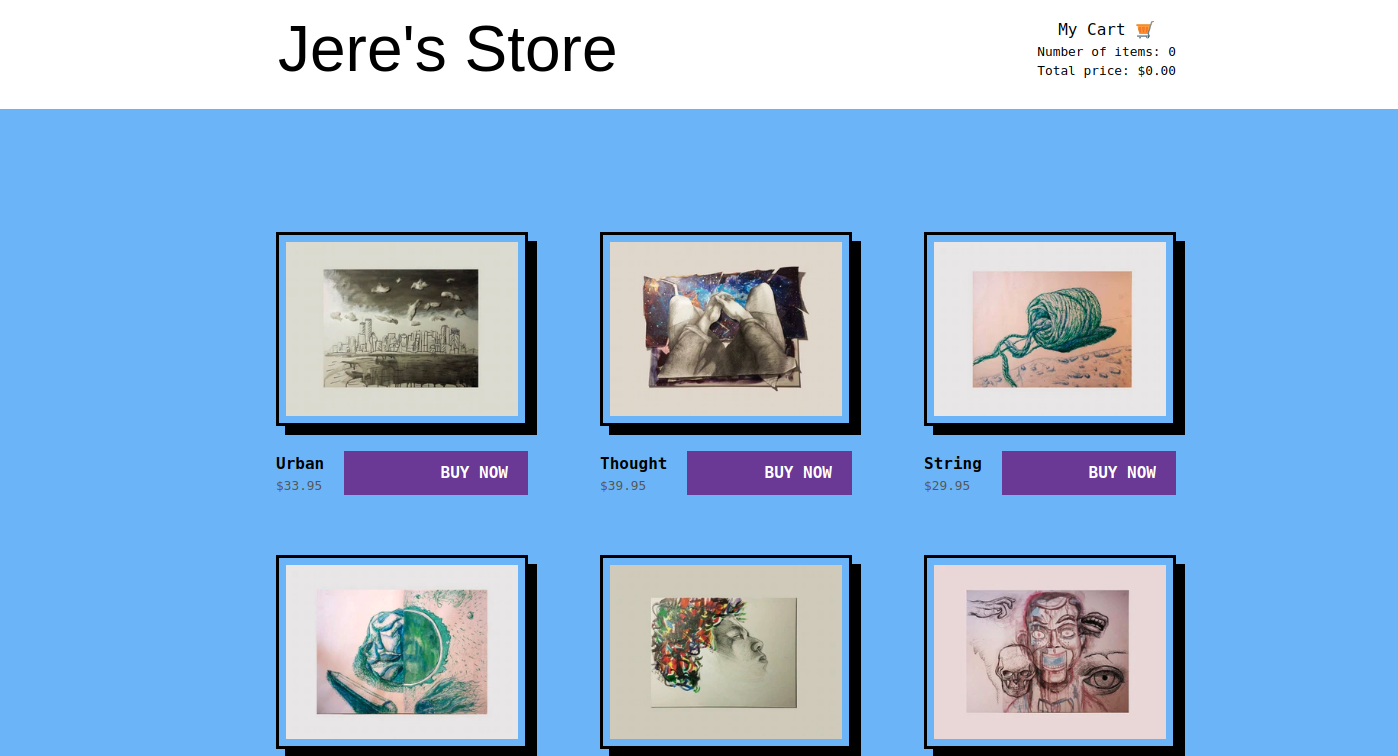 Jere's Store
My Cart 🛒
Number of items: 0
Total price: $0.00
Urban
$33.95
BUY NOW
Thought
$39.95
BUY NOW
String
$29.95
BUY NOW